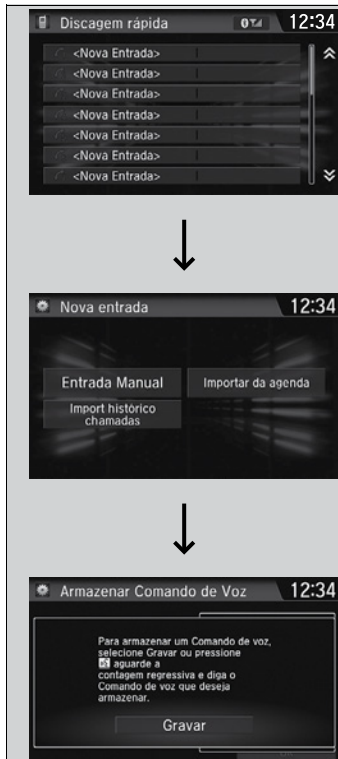 Discagem rápida 12:34
<Nova Entrada>
<Nova Entrada>
<Nova Entrada>
<Nova Entrada>
<Nova Entrada>
<Nova Entrada>
<Nova Entrada>
Nova entrada 12:34
Entrada Manual Importar da agenda
Import histórico
chamadas
Armazenar Comando de Voz 12:34
Para armazenar um Comando de voz,
selecione Gravar ou pressione
aguarde a
contagem regressiva e diga o
Comando de voz que deseja
armazenar.
Gravar